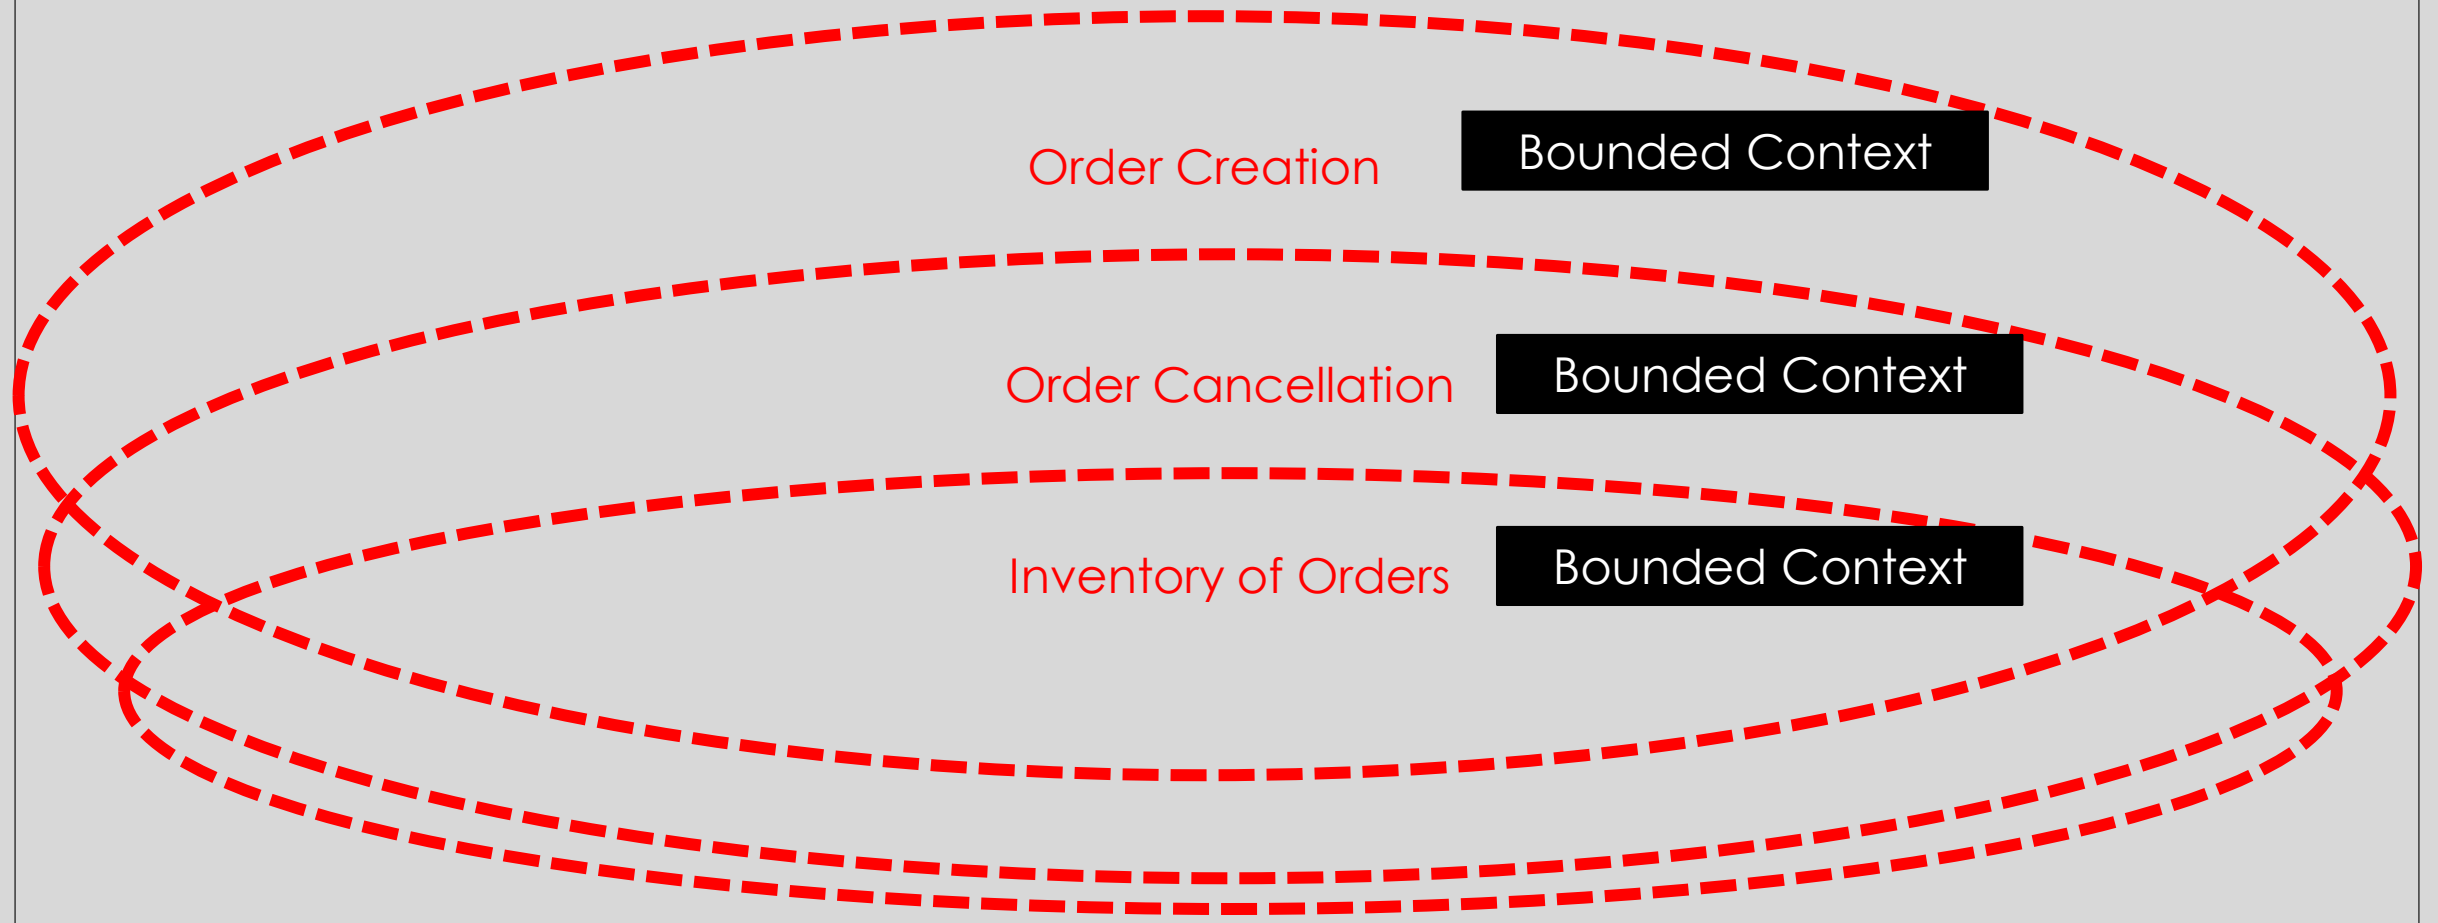 Order Creation
Bounded Context
Order Cancellation
Bounded Context
Inventory of Orders
Bounded Context